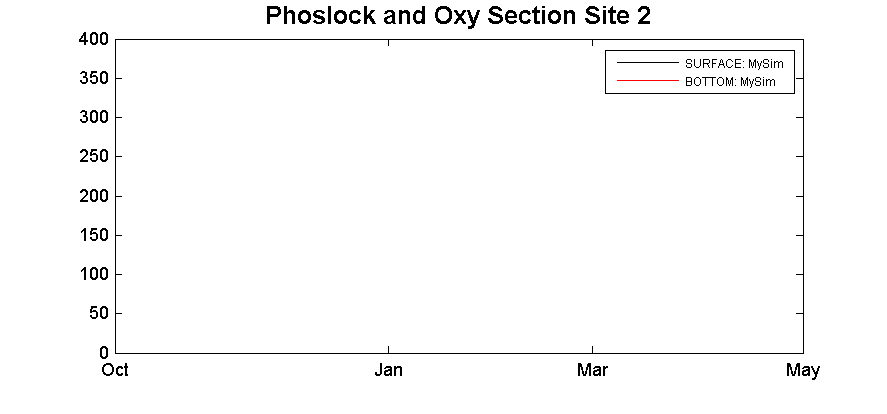 Phoslock and Oxy Section Site 2
400
350
300
250
200
150
100
50
0
SURFACE: MySim
BOTTOM: MySim
Oct Jan Mar May